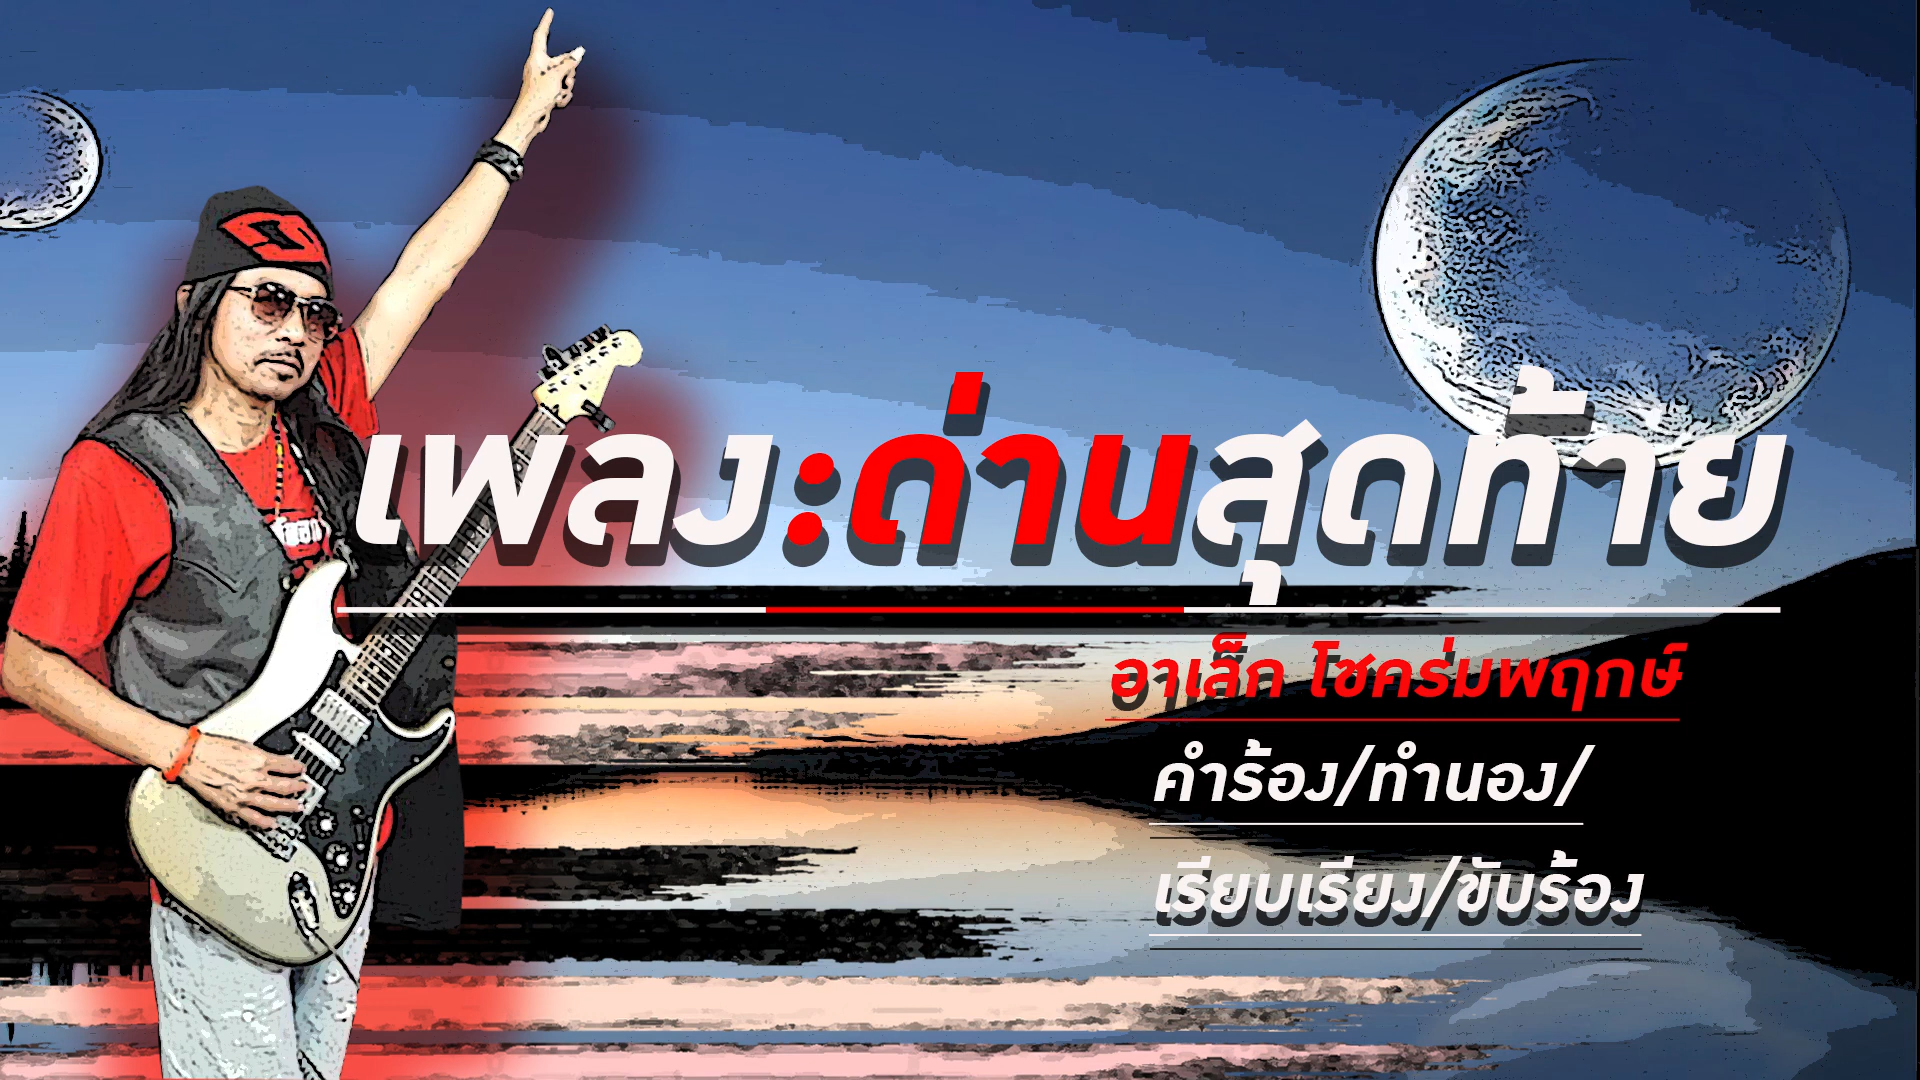 เพลง:ด่านสุดท้าย
อาเล็ก โชคร่มพฤกษ์
คำร้อง/ทำนอง/
เรียบเรียง/ขับร้อง